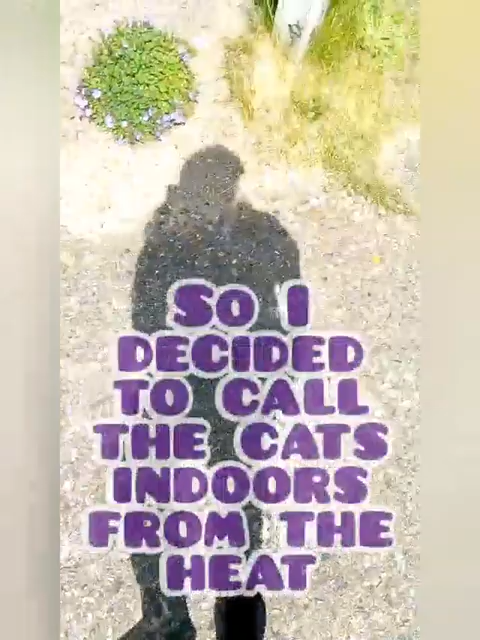 SO I
DECIDED
TO CALL
THE CATS
INDOORS
FROM THE
HEAT